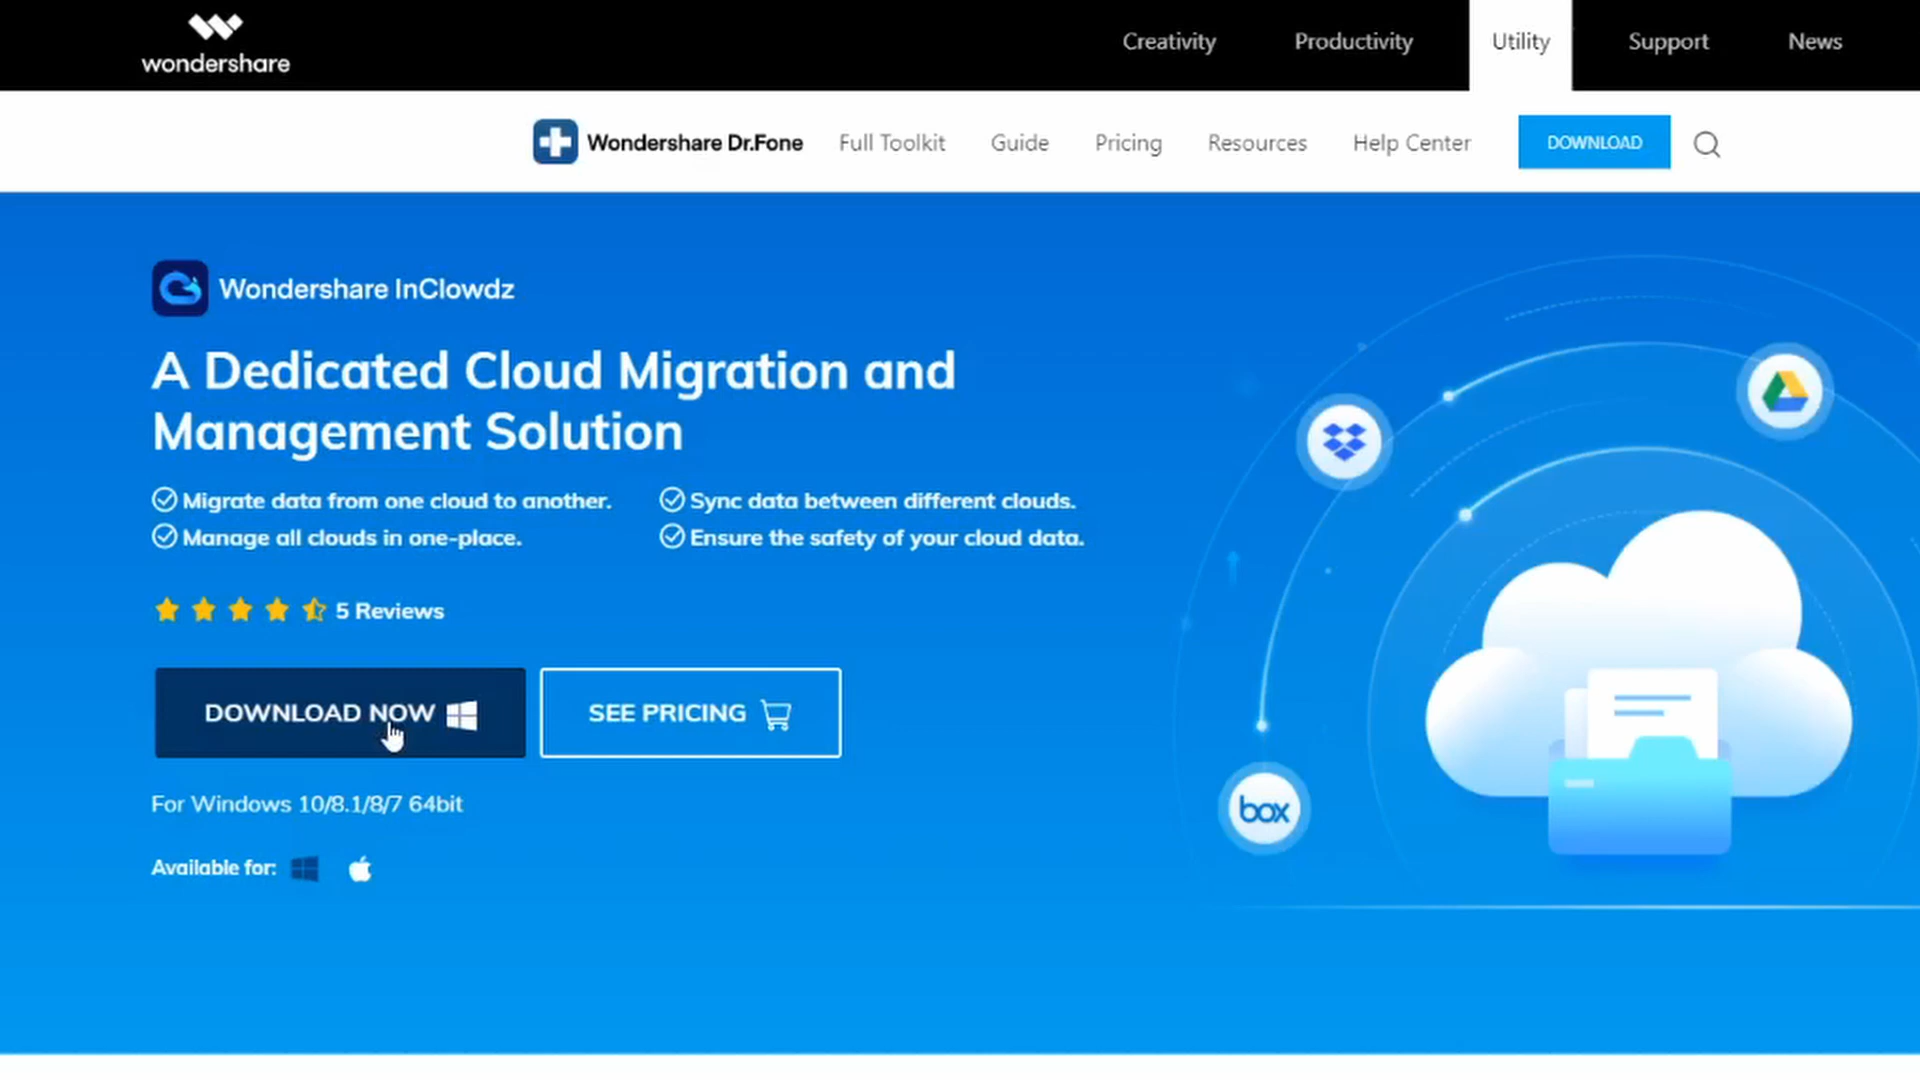 wondershare
Creativity Productivity Utility Support News
Wondershare Dr.Fone Full Toolkit Guide Pricing Resources Help Center DOWNLOAD
Wondershare InClowdz
A Dedicated Cloud Migration and
Management Solution
Migrate data from one cloud to another. Sync data between different clouds.
Manage all clouds in one-place. Ensure the safety of your cloud data.
5 Reviews
DOWNLOAD NOW SEE PRICING
For Windows 10/8.1/8/7 64bit
Available for:
box